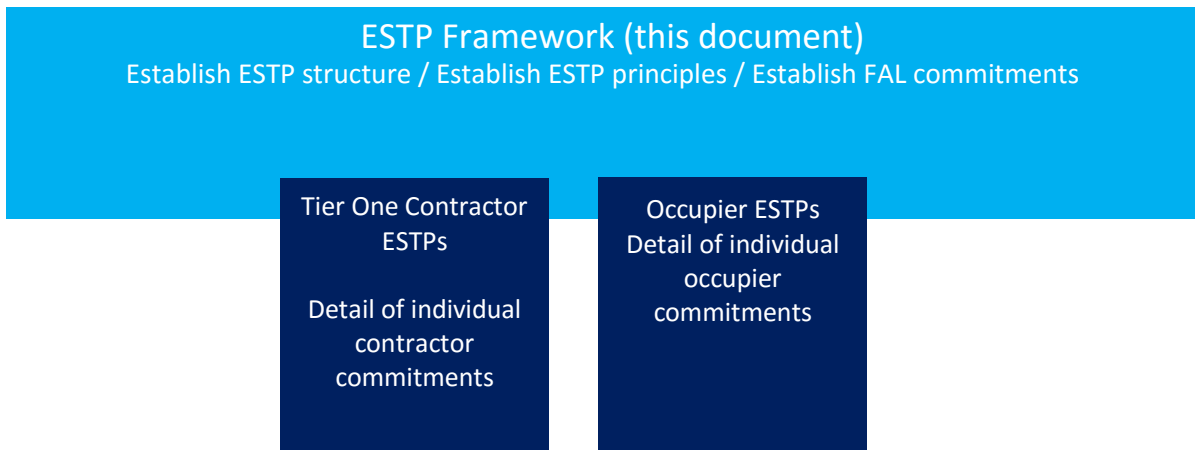 ESTP Framework (this document)
Establish ESTP structure / Establish ESTP principles / Establish FAL commitments
Tier One Contractor
ESTPs
Detail of individual
contractor
commitments
Occupier ESTPs
Detail of individual
occupier
commitments